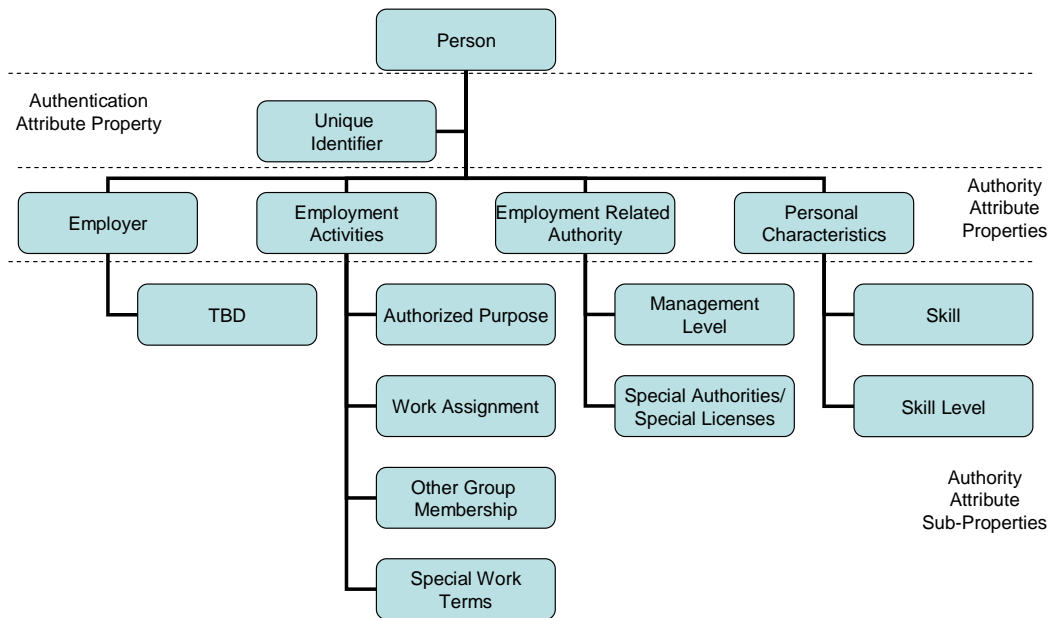 Person
Authentication
Attribute Property
Unique
Identifier
Employer
Employment
Activities
Employment Related
Authority
Personal
Characteristics
Authority
Attribute
Properties
TBD
Authorized Purpose
Management
Level
Skill
Work Assignment
Special Authorities/
Special Licenses
Skill Level
Other Group
Membership
Authority
Attribute
Sub-Properties
Special Work
Terms